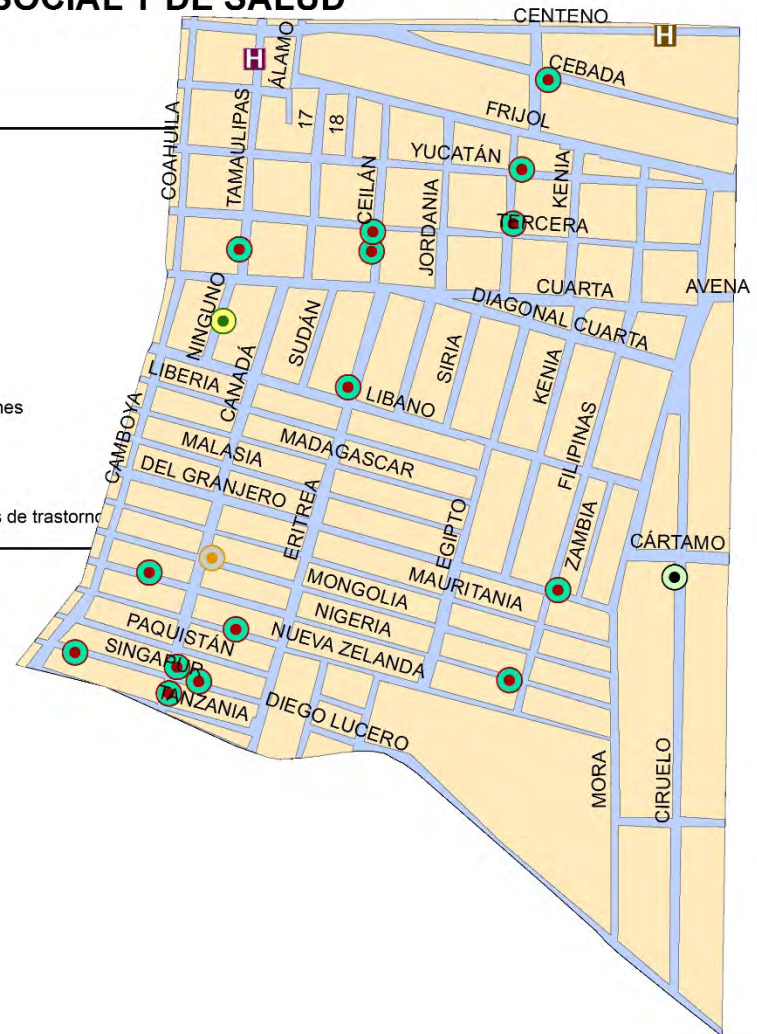 SOCIAL Y DE SALUD
CENTENO
H
H
ÁLAMO
CEBADA
COAHUILA
TAMAULIPAS
17
18
FRIJOL
YUCATÁN
KENIA
CEILÁN
JORDANIA
TERCERA
CUARTA
AVENA
NINGUNO
DIAGONAL CUARTA
SUDÁN
SIRIA
KENIA
LIBERIA
CANADÁ
LIBANO
nes
CAMBOYA
FILIPINAS
MALASIA
MADAGASCAR
DEL GRANJERO
ERITREA
EGIPTO
ZAMBIA
s de trastorno
CÁRTAMO
MONGOLIA
MAURITANIA
NIGERIA
PAQUISTÁN
NUEVA ZELANDA
SINGAPUR
TANZANIA
DIEGO LUCERO
MORA
CIRUELO